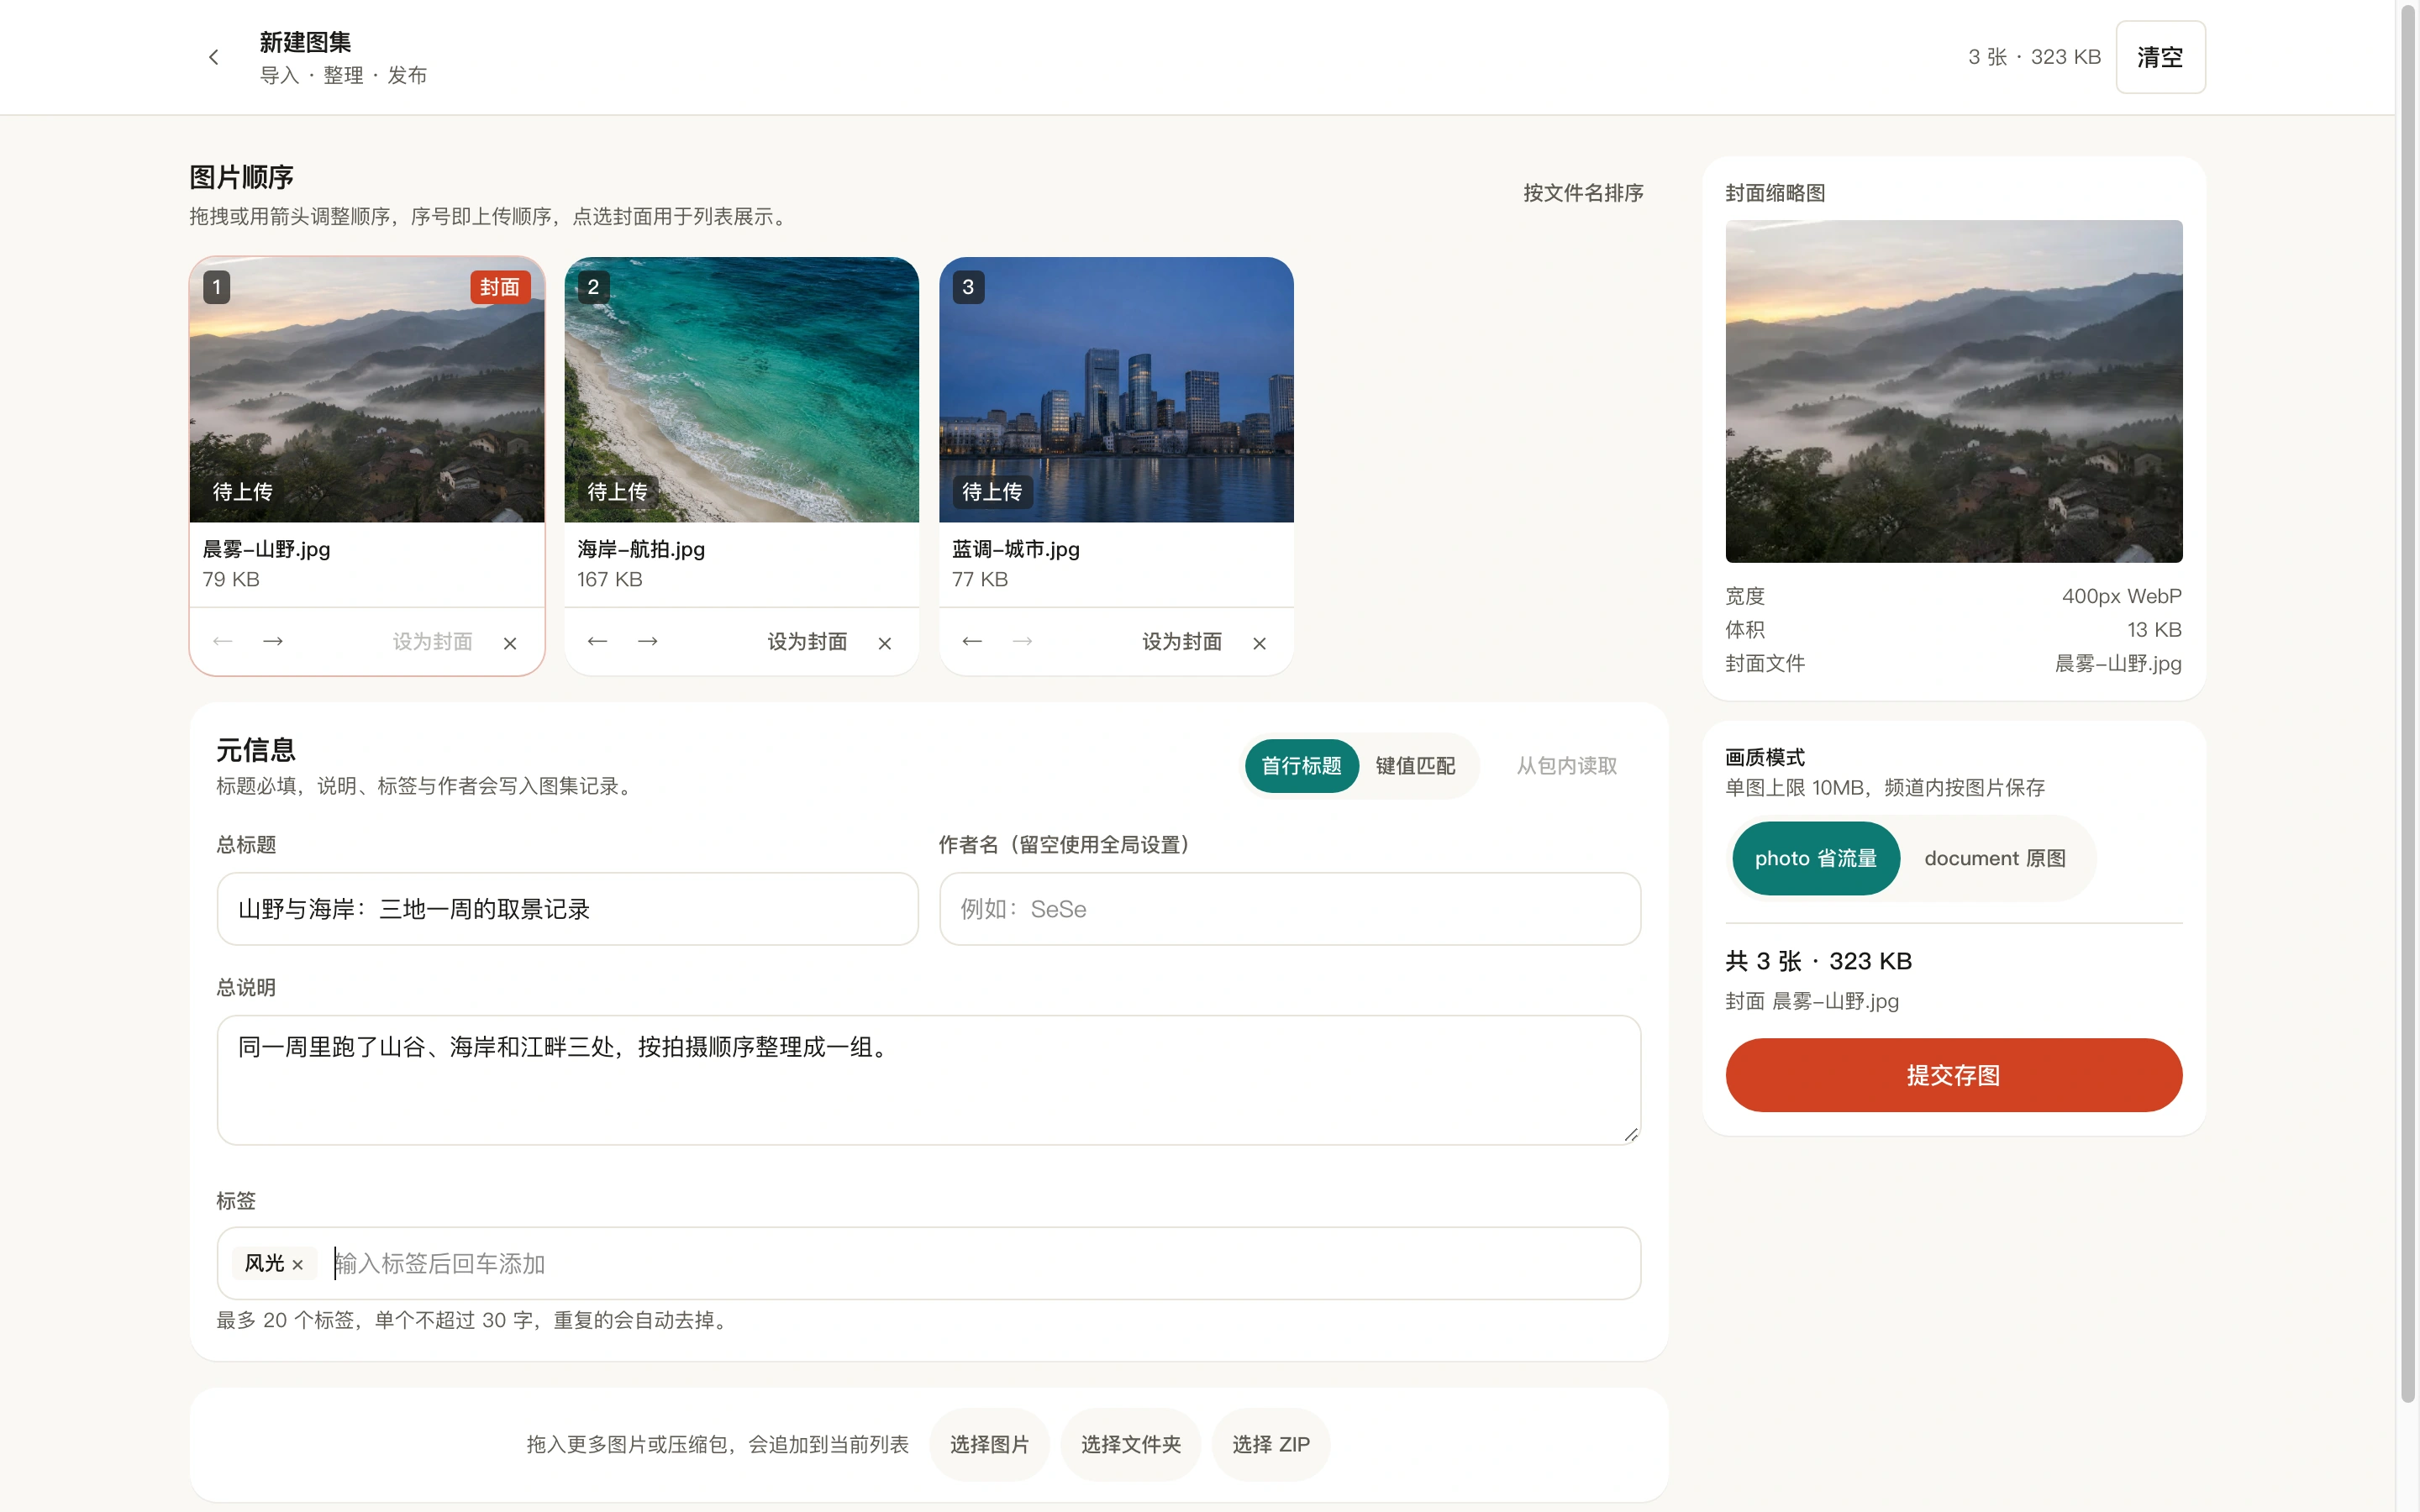 新建图集
导入 · 整理 · 发布
3 张 · 323 KB
清空
图片顺序
拖拽或用箭头调整顺序，序号即上传顺序，点选封面用于列表展示。
按文件名排序
1
封面
待上传
晨雾-山野.jpg
79 KB
← → 设为封面 ×
2
待上传
海岸-航拍.jpg
167 KB
← → 设为封面 ×
3
待上传
蓝调-城市.jpg
77 KB
← → 设为封面 ×
元信息
标题必填，说明、标签与作者会写入图集记录。
首行标题 键值匹配 从包内读取
总标题
山野与海岸：三地一周的取景记录
作者名（留空使用全局设置）
例如：SeSe
总说明
同一周里跑了山谷、海岸和江畔三处，按拍摄顺序整理成一组。
标签
风光 × 输入标签后回车添加
最多 20 个标签，单个不超过 30 字，重复的会自动去掉。
拖入更多图片或压缩包，会追加到当前列表 选择图片 选择文件夹 选择 ZIP
封面缩略图
宽度 400px WebP
体积 13 KB
封面文件 晨雾-山野.jpg
画质模式
单图上限 10MB，频道内按图片保存
photo 省流量 document 原图
共 3 张 · 323 KB
封面 晨雾-山野.jpg
提交存图